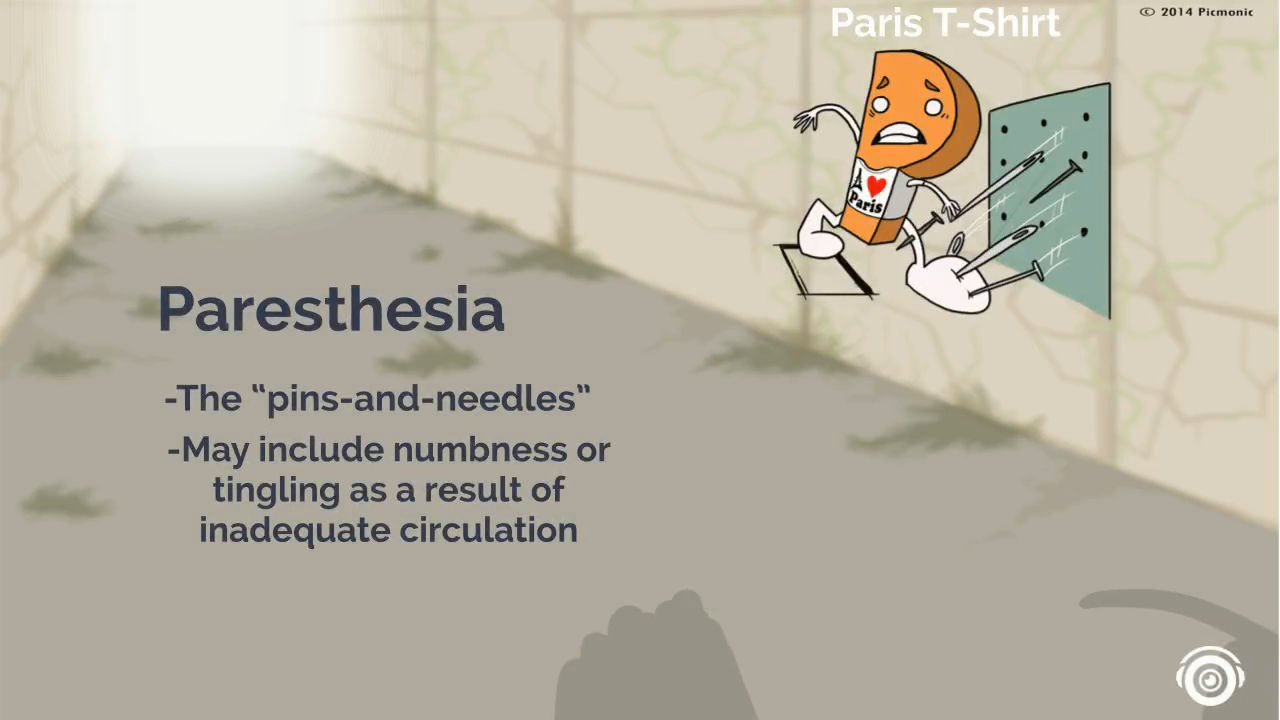 Paris T-Shirt
© 2014 Picmonic
I ❤
Paris
Paresthesia
-The “pins-and-needles”
-May include numbness or
tingling as a result of
inadequate circulation